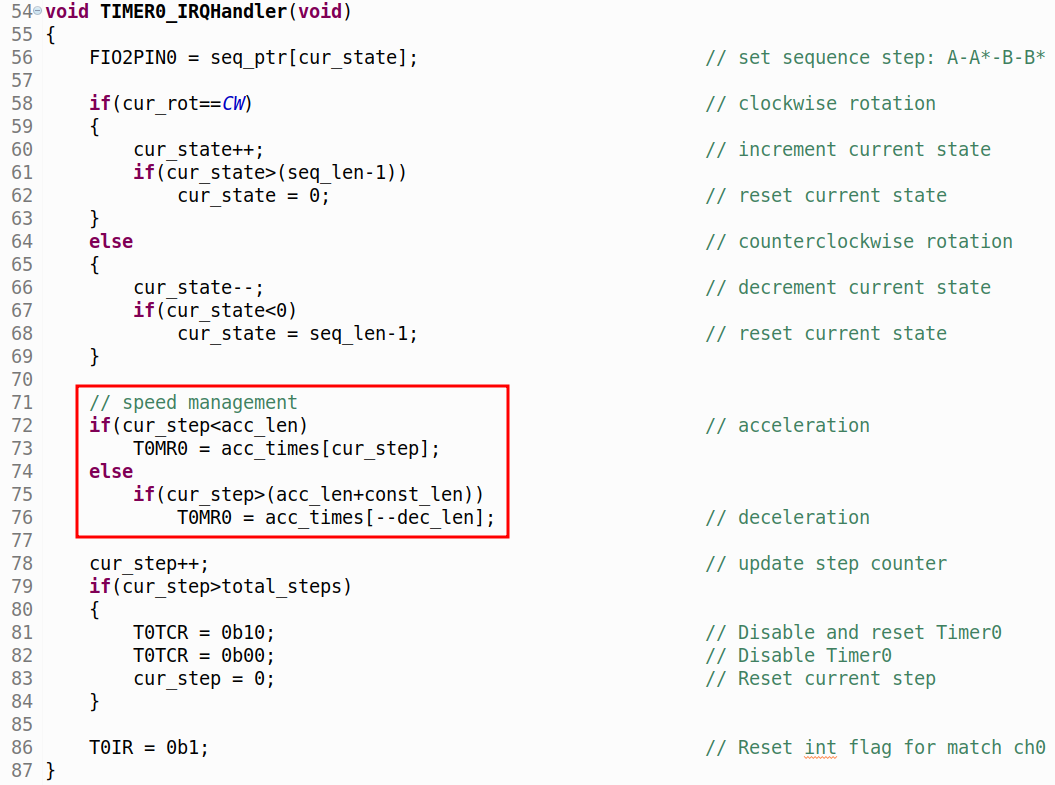 54 void TIMER0_IRQHandler(void)
55 {
56 FIO2PIN0 = seq_ptr[cur_state]; // set sequence step: A-A*-B-B*
57
58 if(cur_rot==CW) // clockwise rotation
59 {
60 cur_state++; // increment current state
61 if(cur_state>(seq_len-1))
62 cur_state = 0; // reset current state
63 }
64 else // counterclockwise rotation
65 {
66 cur_state--; // decrement current state
67 if(cur_state<0)
68 cur_state = seq_len-1; // reset current state
69 }
70
71 // speed management
72 if(cur_step<acc_len) // acceleration
73 T0MR0 = acc_times[cur_step];
74 else
75 if(cur_step>(acc_len+const_len))
76 T0MR0 = acc_times[--dec_len]; // deceleration
77
78 cur_step++; // update step counter
79 if(cur_step>total_steps)
80 {
81 T0TCR = 0b10; // Disable and reset Timer0
82 T0TCR = 0b00; // Disable Timer0
83 cur_step = 0; // Reset current step
84 }
85
86 T0IR = 0b1; // Reset int flag for match ch0
87 }